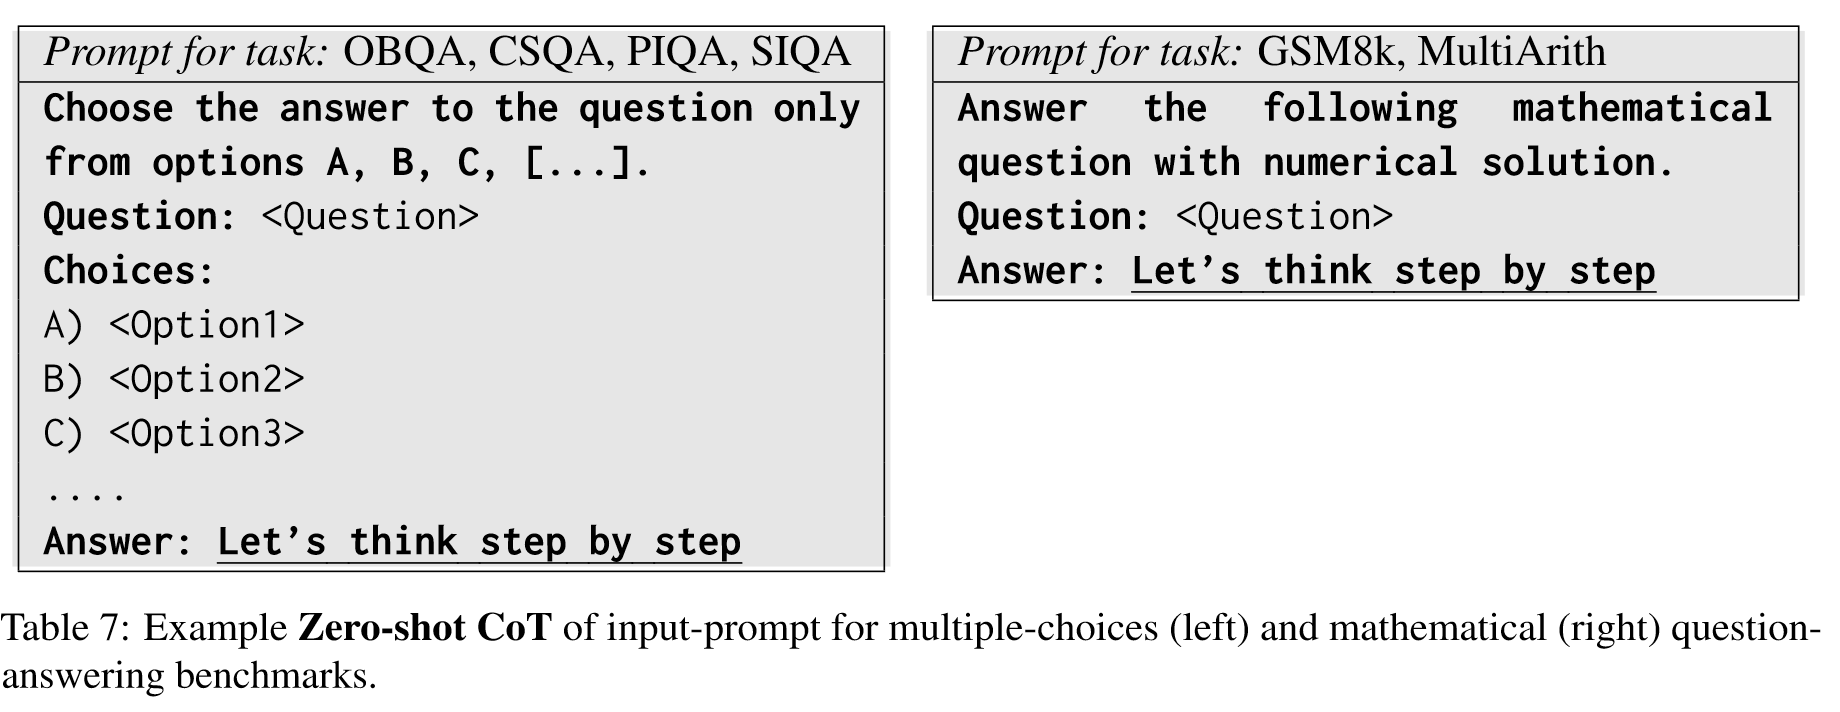 Prompt for task: OBQA, CSQA, PIQA, SIQA
Choose the answer to the question only
from options A, B, C, [...].
Question: <Question>
Choices:
A) <Option1>
B) <Option2>
C) <Option3>
....
Answer: Let's think step by step
Prompt for task: GSM8k, MultiArith
Answer the following mathematical
question with numerical solution.
Question: <Question>
Answer: Let's think step by step
Table 7: Example Zero-shot CoT of input-prompt for multiple-choices (left) and mathematical (right) question-
answering benchmarks.